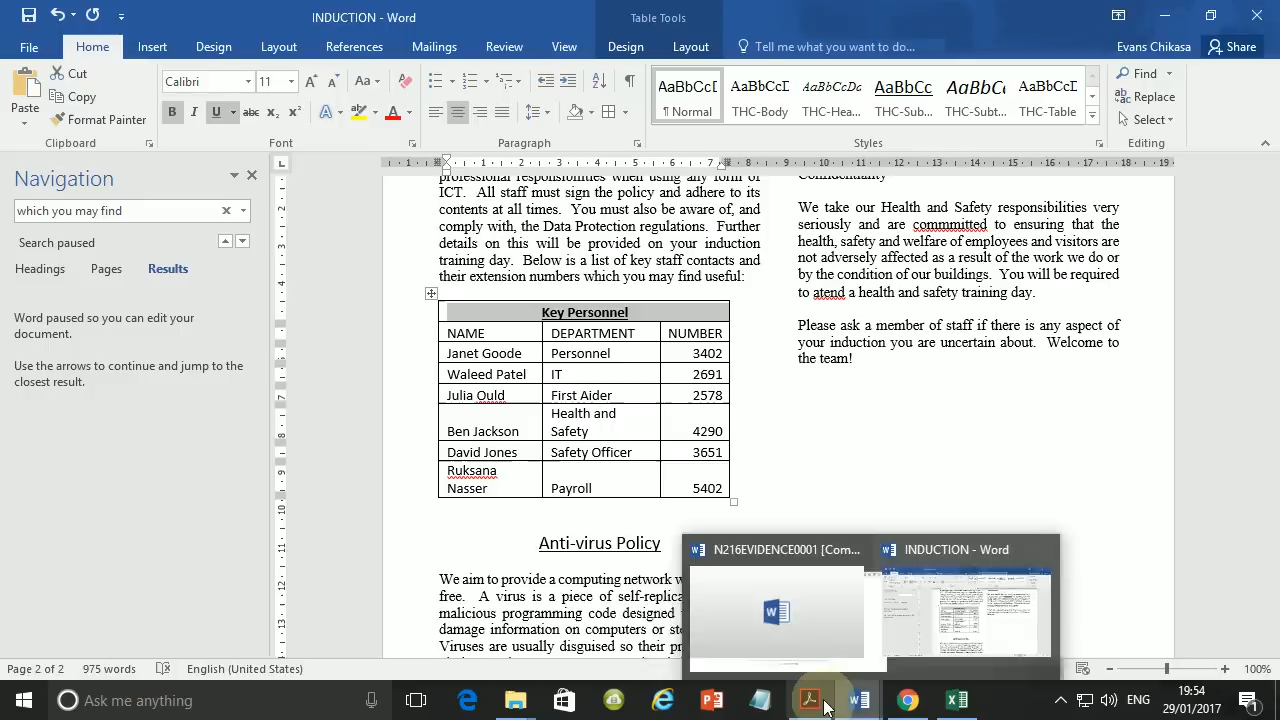 INDUCTION - Word
Table Tools
File
Home
Insert
Design
Layout
References
Mailings
Review
View
Design
Layout
Tell me what you want to do...
Evans Chikasa
Share
Paste
Cut
Copy
Format Painter
Clipboard
Calibri
11
Aa
B I U abc x₂ x²
Font
Paragraph
AaBbCcI
¶ Normal
AaBbCcI
THC-Body
AaBbCcDa
THC-Hea...
AaBbCc
THC-Sub...
AaBbCc
THC-Subt...
AaBbCcI
THC-Table
Styles
Find
Replace
Select
Editing
Navigation
which you may find
Search paused
Headings
Pages
Results
Word paused so you can edit your
document.
Use the arrows to continue and jump to the
closest result.
professional responsibilities when using any form of
ICT. All staff must sign the policy and adhere to its
contents at all times. You must also be aware of, and
comply with, the Data Protection regulations. Further
details on this will be provided on your induction
training day. Below is a list of key staff contacts and
their extension numbers which you may find useful:
Key Personnel
NAME DEPARTMENT NUMBER
Janet Goode Personnel 3402
Waleed Patel IT 2691
Julia Ould First Aider 2578
Ben Jackson Health and Safety 4290
David Jones Safety Officer 3651
Ruksana Nasser Payroll 5402
Anti-virus Policy
We aim to provide a computing network
free. A virus is a piece of self-replica
malicious programming code designed
damage information on computers or s
Viruses are usually disguised so their pr
Confidentiality
We take our Health and Safety responsibilities very
seriously and are committed to ensuring that the
health, safety and welfare of employees and visitors are
not adversely affected as a result of the work we do or
by the condition of our buildings. You will be required
to atend a health and safety training day.
Please ask a member of staff if there is any aspect of
your induction you are uncertain about. Welcome to
the team!
N216EVIDENCE0001 [Com...
INDUCTION - Word
Page 2 of 2
975 words
English (United States)
100%
Ask me anything
ENG
19:54
29/01/2017